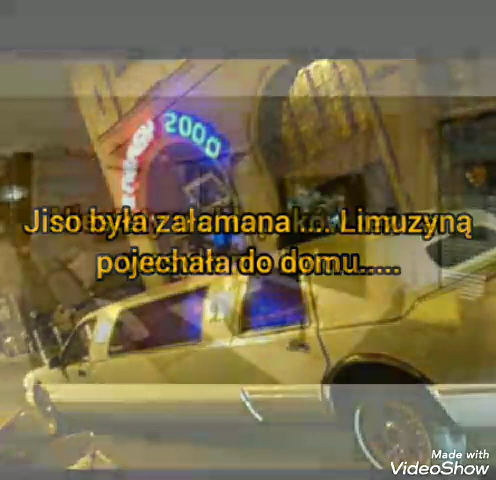 2000
Jiso była załamana .... Limuzyną
pojechała do domu.....
Made with
VideoShow